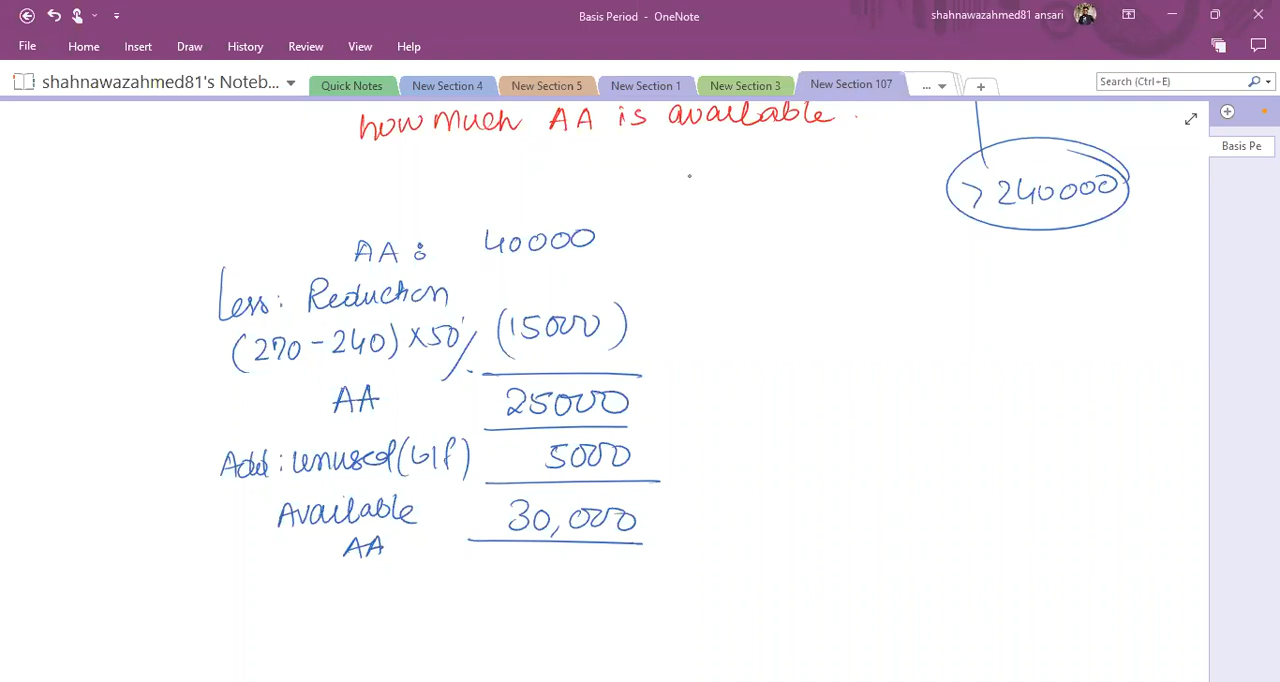 Basis Period - OneNote
shahnawazahmed81 ansari
File Home Insert Draw History Review View Help
shahnawazahmed81's Noteb...
Quick Notes New Section 4 New Section 5 New Section 1 New Section 3 New Section 107 ...
Search (Ctrl+E)
Basis Pe
how much AA is available.
> 240000
AA : 40000
Less: Reduction
(270 - 240) × 50% (15000)
AA 25000
Add: unused (b/f) 5000
Available 30,000
AA